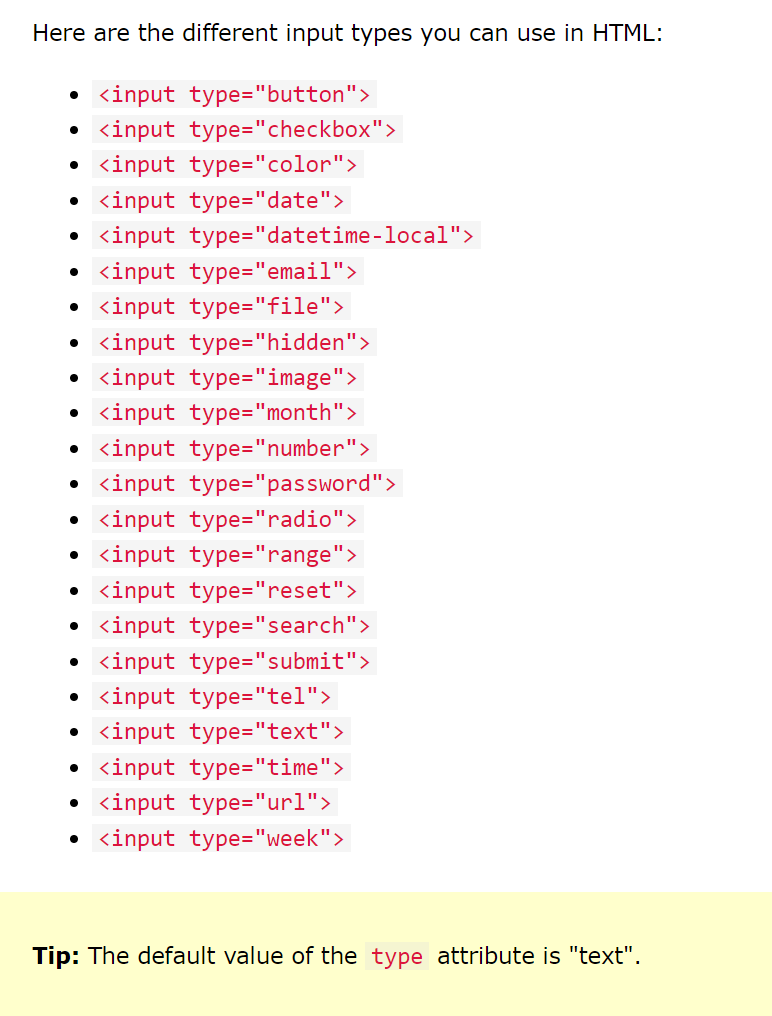 Here are the different input types you can use in HTML:
<input type="button">
<input type="checkbox">
<input type="color">
<input type="date">
<input type="datetime-local">
<input type="email">
<input type="file">
<input type="hidden">
<input type="image">
<input type="month">
<input type="number">
<input type="password">
<input type="radio">
<input type="range">
<input type="reset">
<input type="search">
<input type="submit">
<input type="tel">
<input type="text">
<input type="time">
<input type="url">
<input type="week">
Tip: The default value of the type attribute is "text".